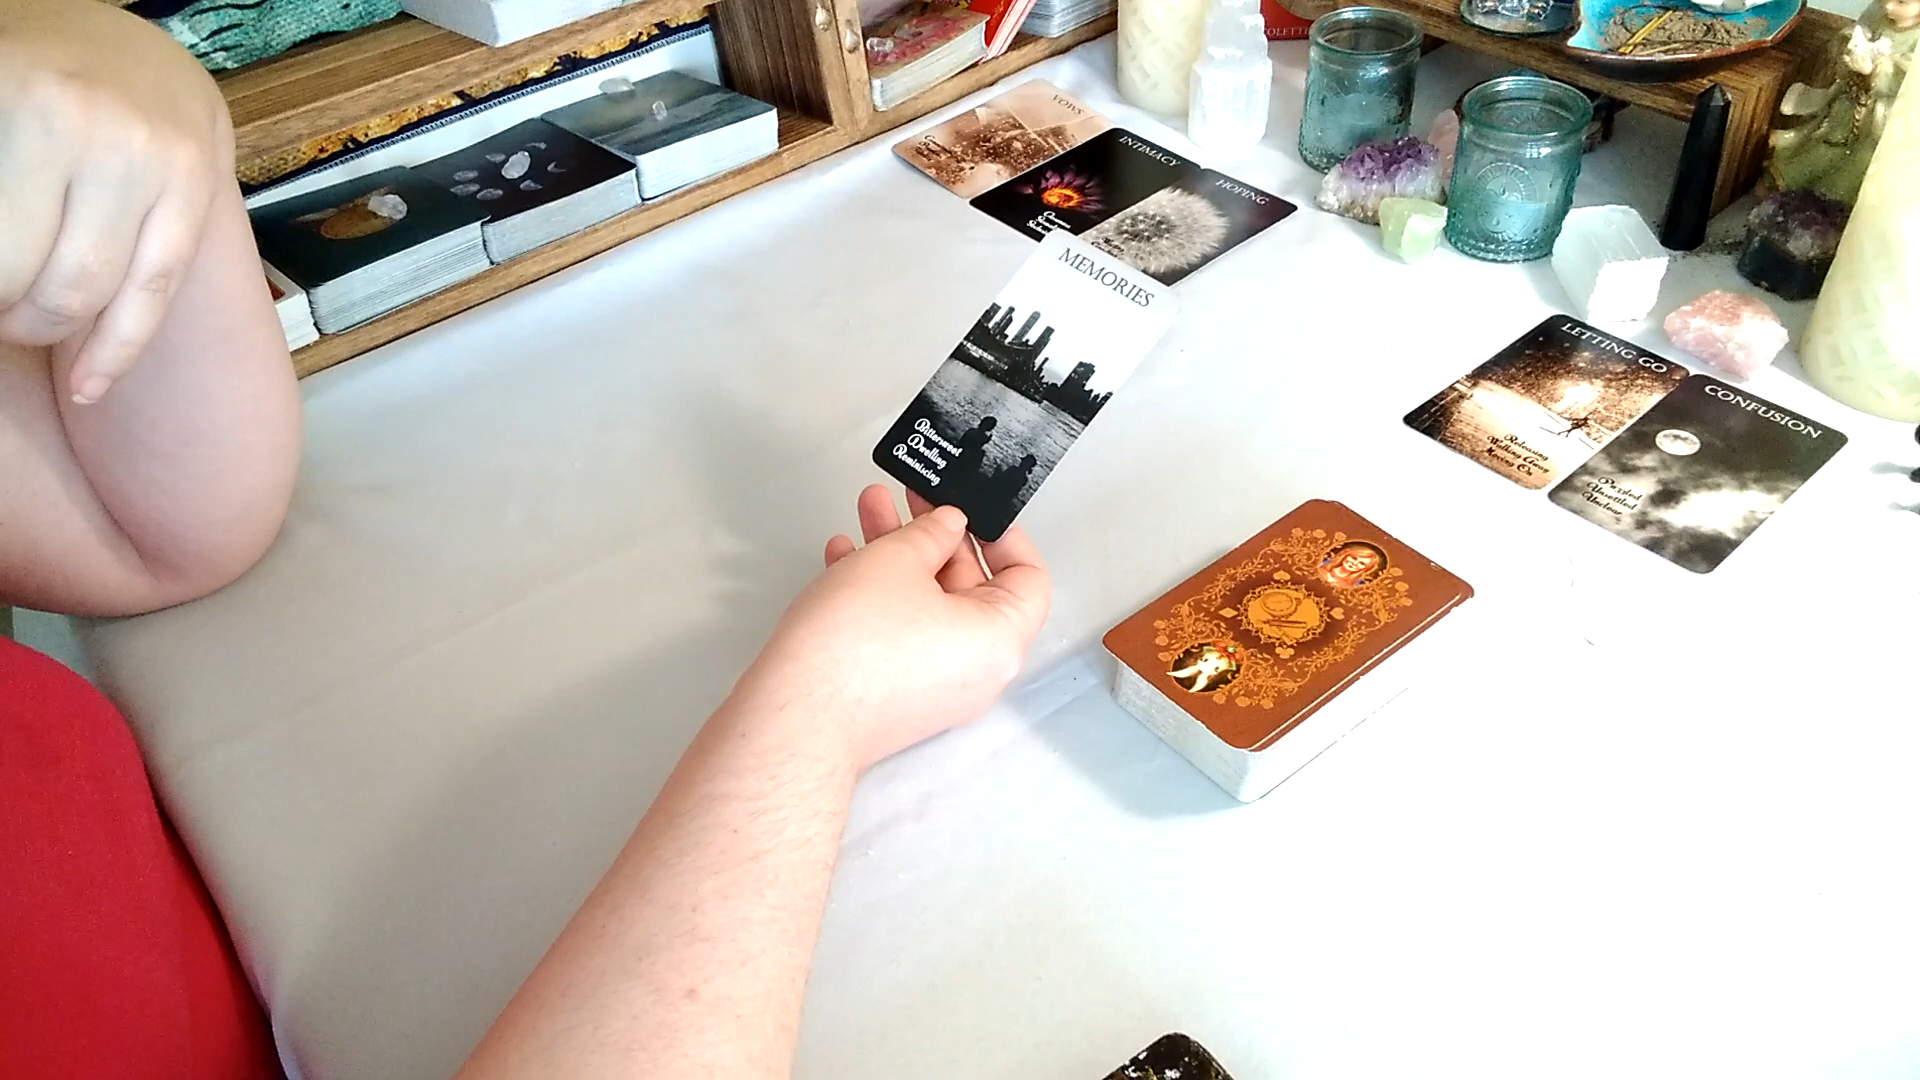 VOWS
INTIMACY
HOPING
MEMORIES
Bittersweet
Dwelling
Reminiscing
LETTING GO
Releasing
Walking Away
Moving On
CONFUSION
Puzzled
Unsettled
Unclear